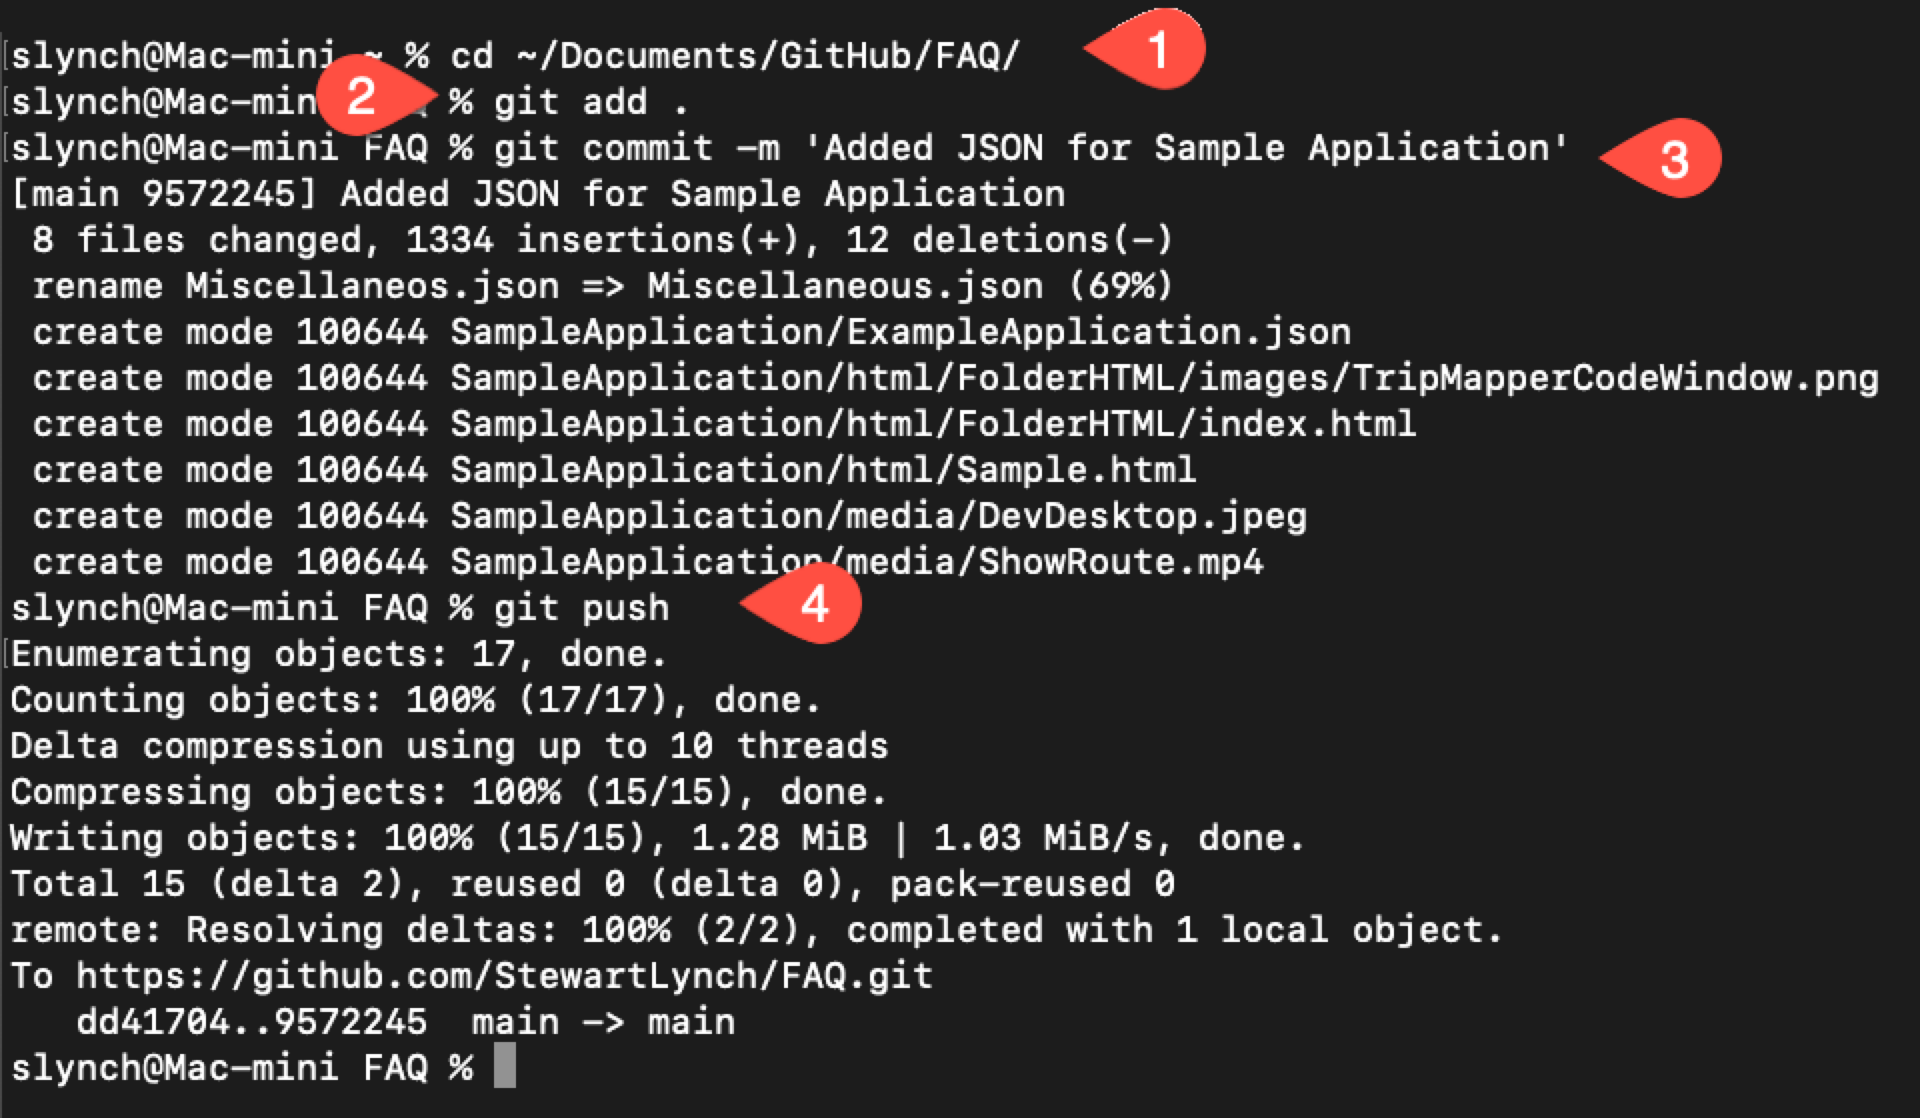 slynch@Mac-mini ~ % cd ~/Documents/GitHub/FAQ/ 1
slynch@Mac-min 2 % git add .
slynch@Mac-mini FAQ % git commit -m 'Added JSON for Sample Application' 3
[main 9572245] Added JSON for Sample Application
8 files changed, 1334 insertions(+), 12 deletions(-)
rename Miscellaneos.json => Miscellaneous.json (69%)
create mode 100644 SampleApplication/ExampleApplication.json
create mode 100644 SampleApplication/html/FolderHTML/images/TripMapperCodeWindow.png
create mode 100644 SampleApplication/html/FolderHTML/index.html
create mode 100644 SampleApplication/html/Sample.html
create mode 100644 SampleApplication/media/DevDesktop.jpeg
create mode 100644 SampleApplication/media/ShowRoute.mp4
slynch@Mac-mini FAQ % git push 4
Enumerating objects: 17, done.
Counting objects: 100% (17/17), done.
Delta compression using up to 10 threads
Compressing objects: 100% (15/15), done.
Writing objects: 100% (15/15), 1.28 MiB | 1.03 MiB/s, done.
Total 15 (delta 2), reused 0 (delta 0), pack-reused 0
remote: Resolving deltas: 100% (2/2), completed with 1 local object.
To https://github.com/StewartLynch/FAQ.git
dd41704..9572245  main -> main
slynch@Mac-mini FAQ %